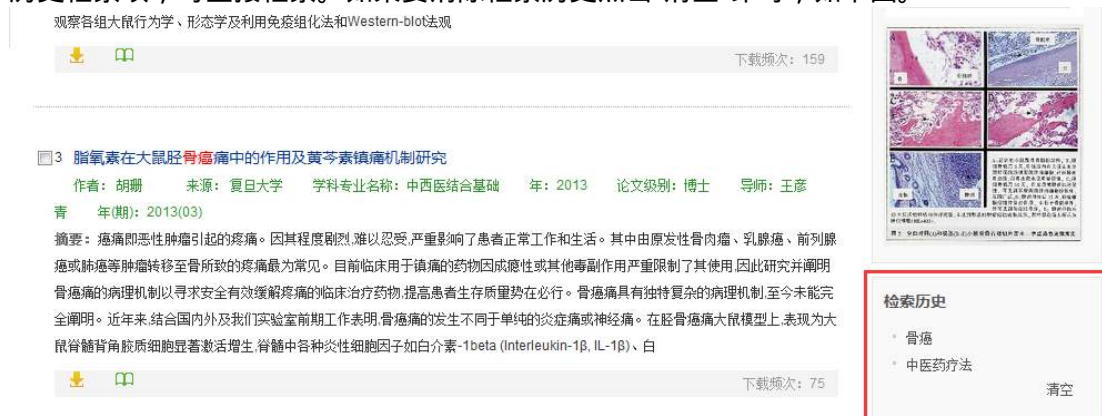 观察各组大鼠行为学、形态学及利用免疫组化法和Western-blot法观
下载频次：159
3 脂氧素在大鼠胫骨癌痛中的作用及黄芩素镇痛机制研究
作者：胡珊 来源：复旦大学 学科专业名称：中西医结合基础 年：2013 论文级别：博士 导师：王彦
青 年(期)：2013(03)
摘要：癌痛即恶性肿瘤引起的疼痛。因其程度剧烈,难以忍受,严重影响了患者正常工作和生活。其中由原发性骨肉瘤、乳腺癌、前列腺
癌或肺癌等肿瘤转移至骨所致的疼痛最为常见。目前临床用于镇痛的药物因成瘾性或其他毒副作用严重限制了其使用,因此研究并阐明
骨癌痛的病理机制以寻求安全有效缓解疼痛的临床治疗药物,提高患者生存质量势在必行。骨癌痛具有独特复杂的病理机制,至今未能完
全阐明。近年来,结合国内外及我们实验室前期工作表明,骨癌痛的发生不同于单纯的炎症痛或神经痛。在胫骨癌痛大鼠模型上,表现为大
鼠脊髓背角胶质细胞显著激活增生,脊髓中各种炎性细胞因子如白介素-1beta (Interleukin-1β, IL-1β)、白
下载频次：75
检索历史
骨癌
中医药疗法
清空